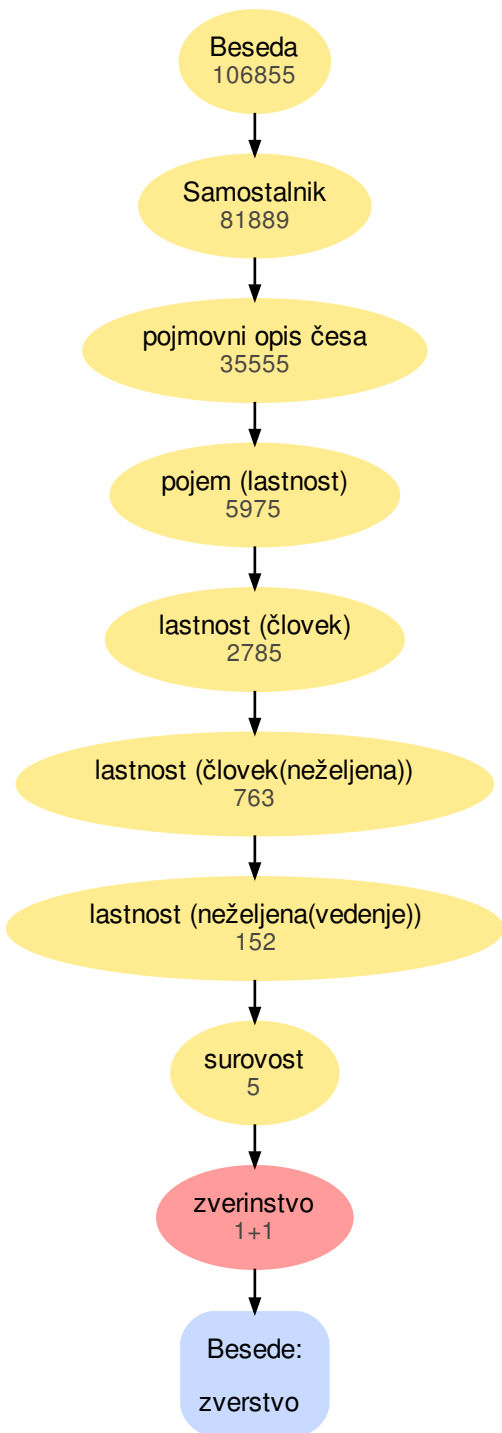 Beseda
106855
Samostalnik
81889
pojmovni opis česa
35555
pojem (lastnost)
5975
lastnost (človek)
2785
lastnost (človek(neželjena))
763
lastnost (neželjena(vedenje))
152
surovost
5
zverinstvo
1+1
Besede:
zverstvo